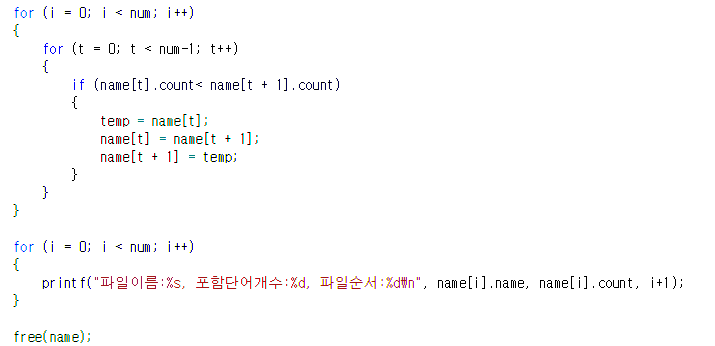 for (i = 0; i < num; i++)
{
    for (t = 0; t < num-1; t++)
    {
        if (name[t].count< name[t + 1].count)
        {
            temp = name[t];
            name[t] = name[t + 1];
            name[t + 1] = temp;
        }
    }
}

for (i = 0; i < num; i++)
{
    printf("파일이름:%s, 포함단어개수:%d, 파일순서:%d₩n", name[i].name, name[i].count, i+1);
}

free(name);